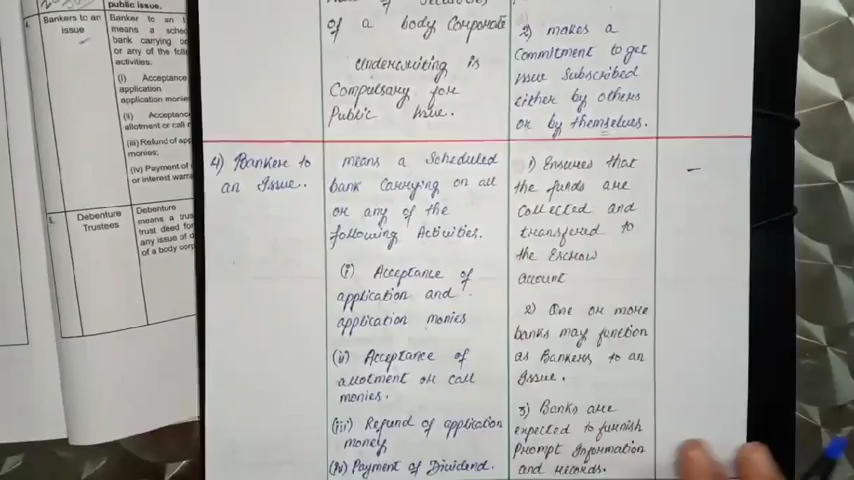 public issue.
4. Bankers to an
issue
Banker to an
means a sche
bank carrying o
or any of the foll
activities:
(i) Acceptance
application
application monie
(ii) Acceptanc
allotment or call
(iii) Refund of app
monies;
(iv) Payment of
or interest warra
Debenture
Trustees
Debenture
means a trus
trust deed fo
any issue of d
of a body corp
of a body Corporate
Underwriting is
Compulsary for
Public Issue.
2) makes a
Commitment to get
issue Subscribed
either by others
or by themselves.
4) Banker to
an Issue..
means a Scheduled
bank Carrying on all
or any of the
following Activities.
(i) Acceptance of
application and
application monies
(ii) Acceptance of
allotment or call
monies.
(iii) Refund of application
money
(iv) Payment of Dividend.
1) Ensures that
the funds are
Collected and
transfered to
the Escrow
account
2) One or more
banks may function
as Bankers to an
Issue.
3) Banks are
expected to furnish
Prompt Information
and records.
-